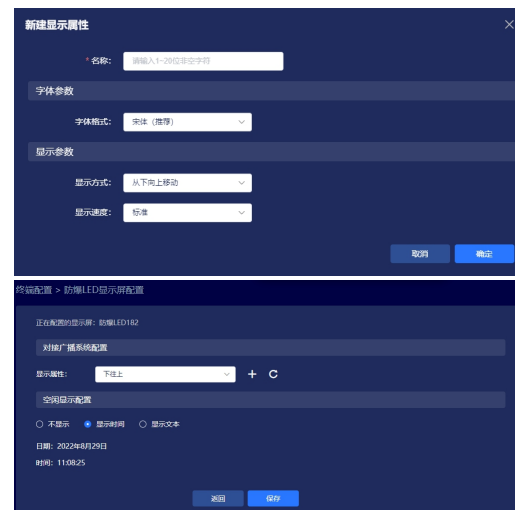 新建显示属性
*名称: 请输入1~20位非空字符
字体参数
字体格式: 宋体 (推荐)
显示参数
显示方式: 从下向上移动
显示速度: 标准
取消 确定
终端配置 > 防爆LED显示屏配置
正在配置的显示屏: 防爆LED182
对接广播系统配置
显示属性: 下往上
空闲显示配置
不显示 显示时间 显示文本
日期: 2022年8月29日
时间: 11:08:25
返回 保存